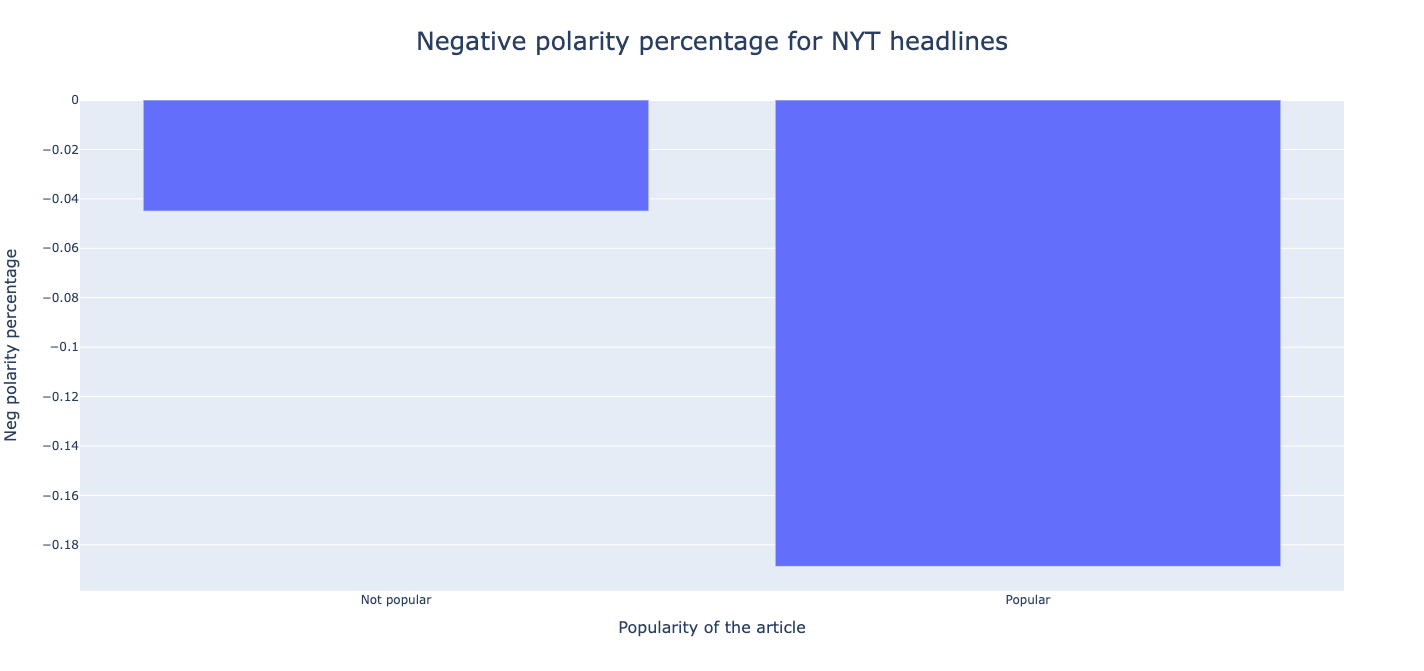 Negative polarity percentage for NYT headlines
0
−0.02
−0.04
−0.06
−0.08
−0.1
−0.12
−0.14
−0.16
−0.18
Neg polarity percentage
Not popular
Popular
Popularity of the article